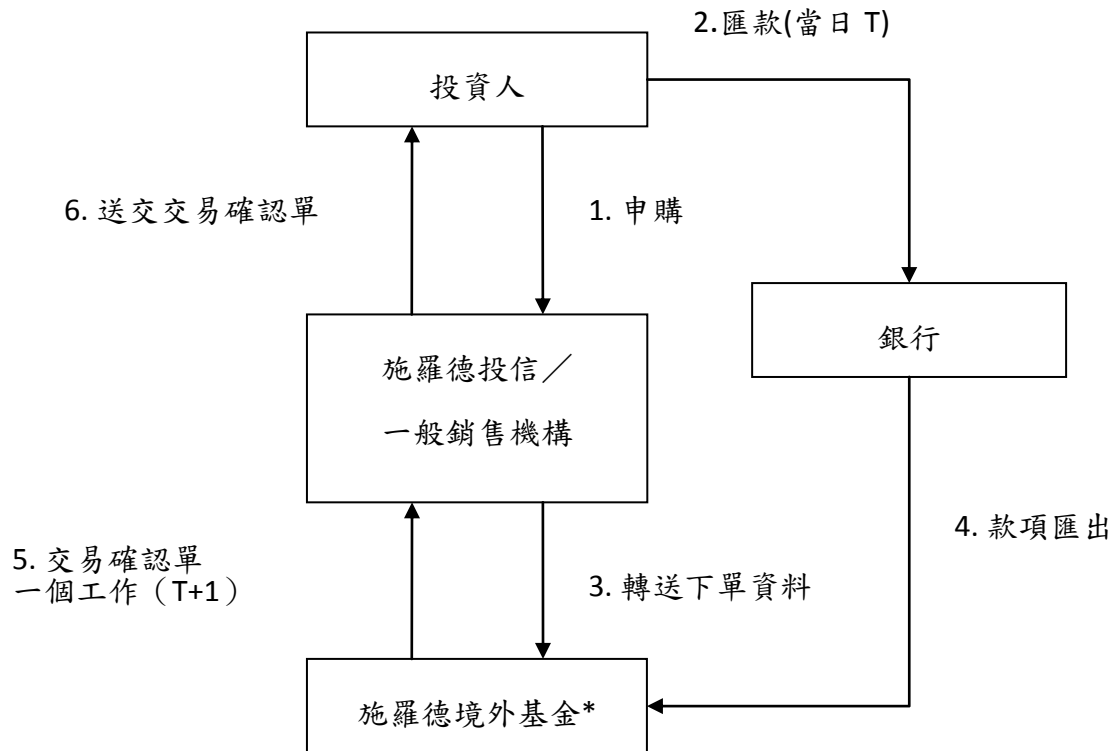 2.匯款(當日 T)
投資人
6. 送交交易確認單
1. 申購
銀行
施羅德投信／
一般銷售機構
4. 款項匯出
5. 交易確認單
一個工作（T+1）
3. 轉送下單資料
施羅德境外基金*